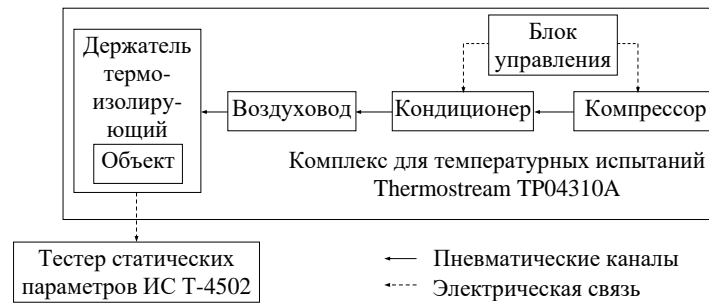 Держатель
термо-
изолирую-
ющий
Объект
Воздуховод
Блок
управления
Кондиционер
Компрессор
Комплекс для температурных испытаний
Thermostream TP04310A
Тестер статических
параметров ИС Т-4502
Пневматические каналы
Электрическая связь